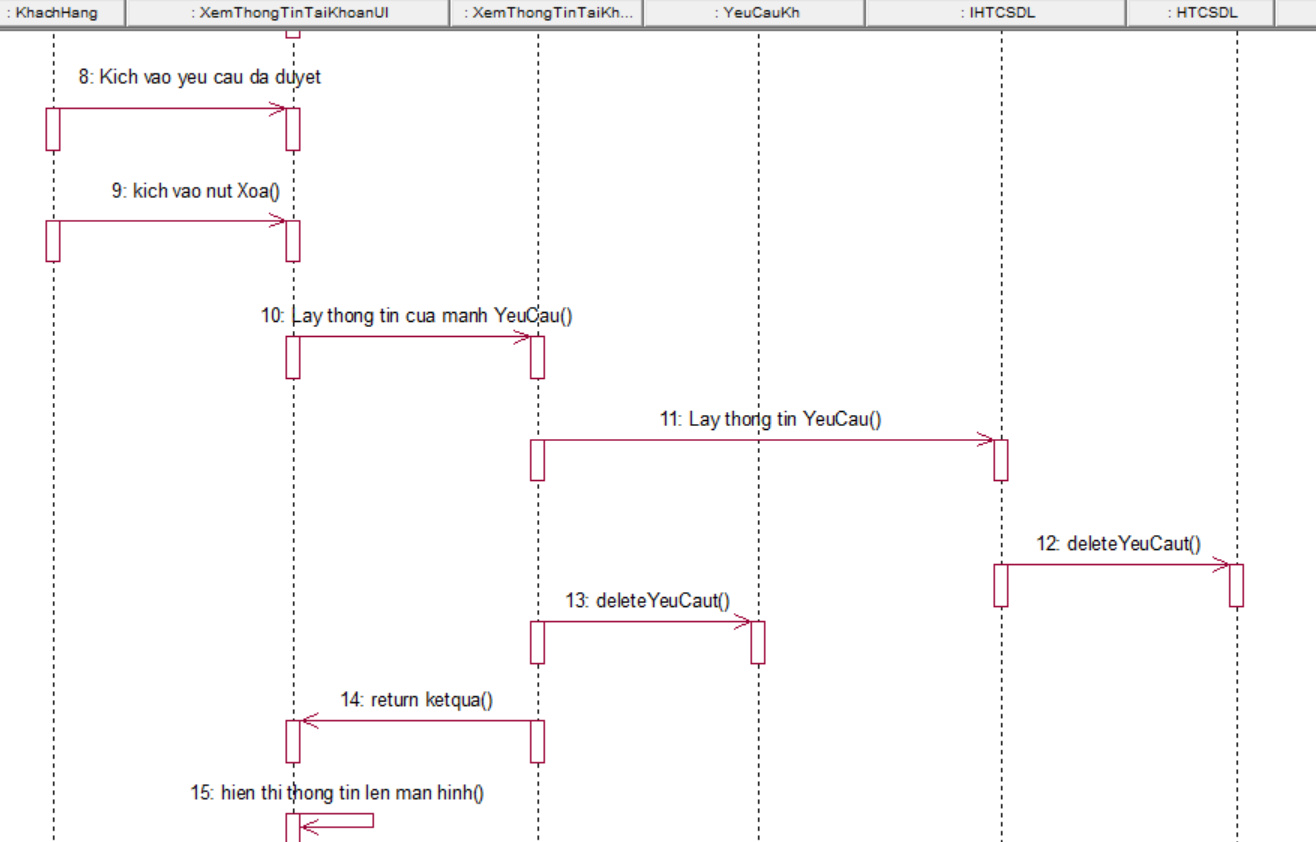 : KhachHang
: XemThongTinTaiKhoanUI
: XemThongTinTaiKh...
: YeuCauKh
: IHTCSDL
: HTCSDL
8: Kich vao yeu cau da duyet
9: kich vao nut Xoa()
10: Lay thong tin cua manh YeuCau()
11: Lay thong tin YeuCau()
12: deleteYeuCaut()
13: deleteYeuCaut()
14: return ketqua()
15: hien thi thong tin len man hinh()